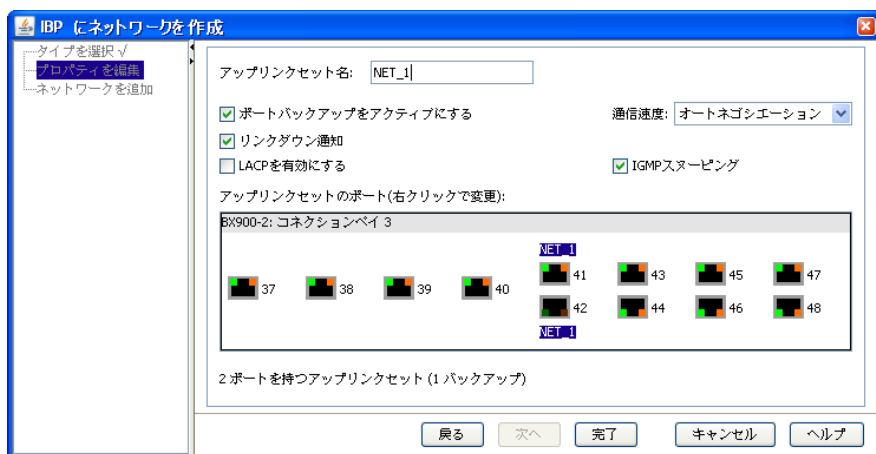 IBP にネットワークを作成
タイプを選択 √
プロパティを編集
ネットワークを追加
アップリンクセット名: NET_1
ポートバックアップをアクティブにする 通信速度: オートネゴシエーション
リンクダウン通知
LACPを有効にする IGMPスヌーピング
アップリンクセットのポート(右クリックで変更):
BX900-2: コネクションベイ 3
NET_1
37 38 39 40 41 43 45 47
42 44 46 48
NET_1
2 ポートを持つアップリンクセット (1 バックアップ)
戻る 次へ 完了 キャンセル ヘルプ